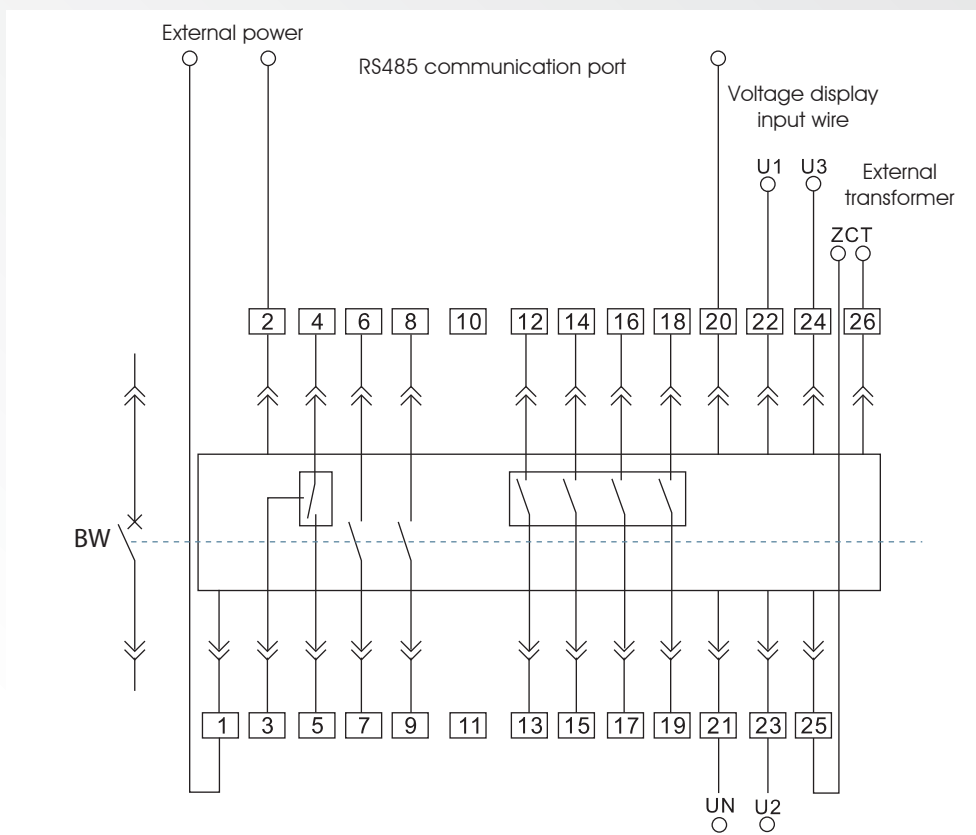 External power
RS485 communication port
Voltage display
input wire
U1 U3
External
transformer
ZCT
2 4 6 8 10 12 14 16 18 20 22 24 26
BW
1 3 5 7 9 11 13 15 17 19 21 23 25
UN U2